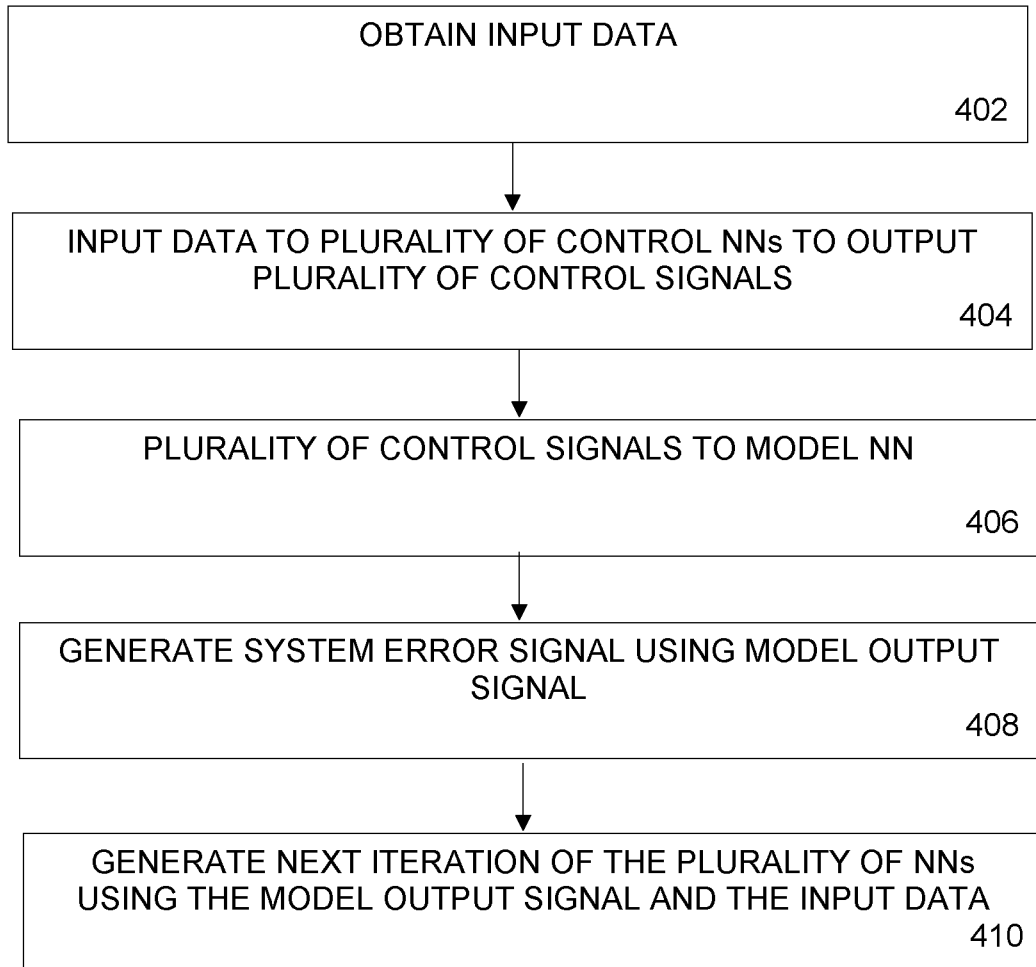 OBTAIN INPUT DATA
402
INPUT DATA TO PLURALITY OF CONTROL NNs TO OUTPUT
PLURALITY OF CONTROL SIGNALS
404
PLURALITY OF CONTROL SIGNALS TO MODEL NN
406
GENERATE SYSTEM ERROR SIGNAL USING MODEL OUTPUT
SIGNAL
408
GENERATE NEXT ITERATION OF THE PLURALITY OF NNs
USING THE MODEL OUTPUT SIGNAL AND THE INPUT DATA
410